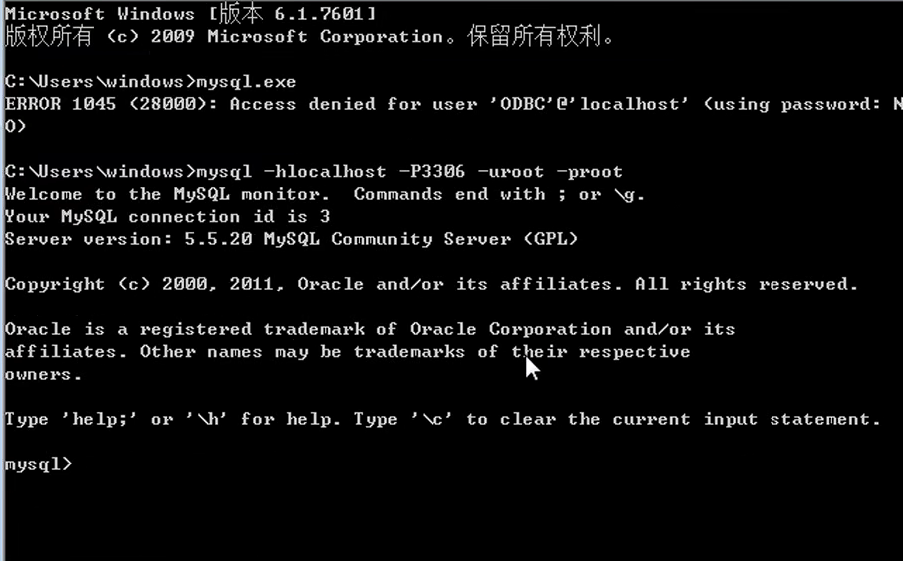 Microsoft Windows [版本 6.1.7601]
版权所有 (c) 2009 Microsoft Corporation。保留所有权利。
C:\Users\windows>mysql.exe
ERROR 1045 (28000): Access denied for user 'ODBC'@'localhost' (using password: N
O)
C:\Users\windows>mysql -hlocalhost -P3306 -uroot -proot
Welcome to the MySQL monitor.  Commands end with ; or \g.
Your MySQL connection id is 3
Server version: 5.5.20 MySQL Community Server (GPL)
Copyright (c) 2000, 2011, Oracle and/or its affiliates. All rights reserved.
Oracle is a registered trademark of Oracle Corporation and/or its
affiliates. Other names may be trademarks of their respective
owners.
Type 'help;' or '\h' for help. Type '\c' to clear the current input statement.
mysql>